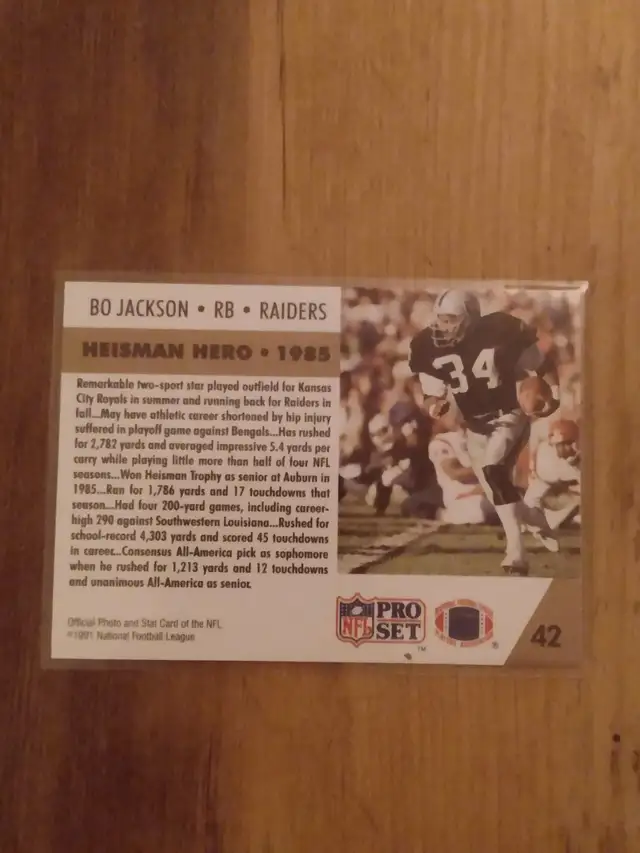 BO JACKSON • RB • RAIDERS
HEISMAN HERO • 1985
Remarkable two-sport star played outfield for Kansas
City Royals in summer and running back for Raiders in
fall...May have athletic career shortened by hip injury
suffered in playoff game against Bengals...Has rushed
for 2,782 yards and averaged impressive 5.4 yards per
carry while playing little more than half of four NFL
seasons...Won Heisman Trophy as senior at Auburn in
1985...Ran for 1,786 yards and 17 touchdowns that
season...Had four 200-yard games, including career-
high 290 against Southwestern Louisiana...Rushed for
school-record 4,303 yards and scored 45 touchdowns
in career...Consensus All-America pick as sophomore
when he rushed for 1,213 yards and 12 touchdowns
and unanimous All-America as senior.
34
Official Photo and Stat Card of the NFL
©1991 National Football League
NFL PRO SET ™
®
42